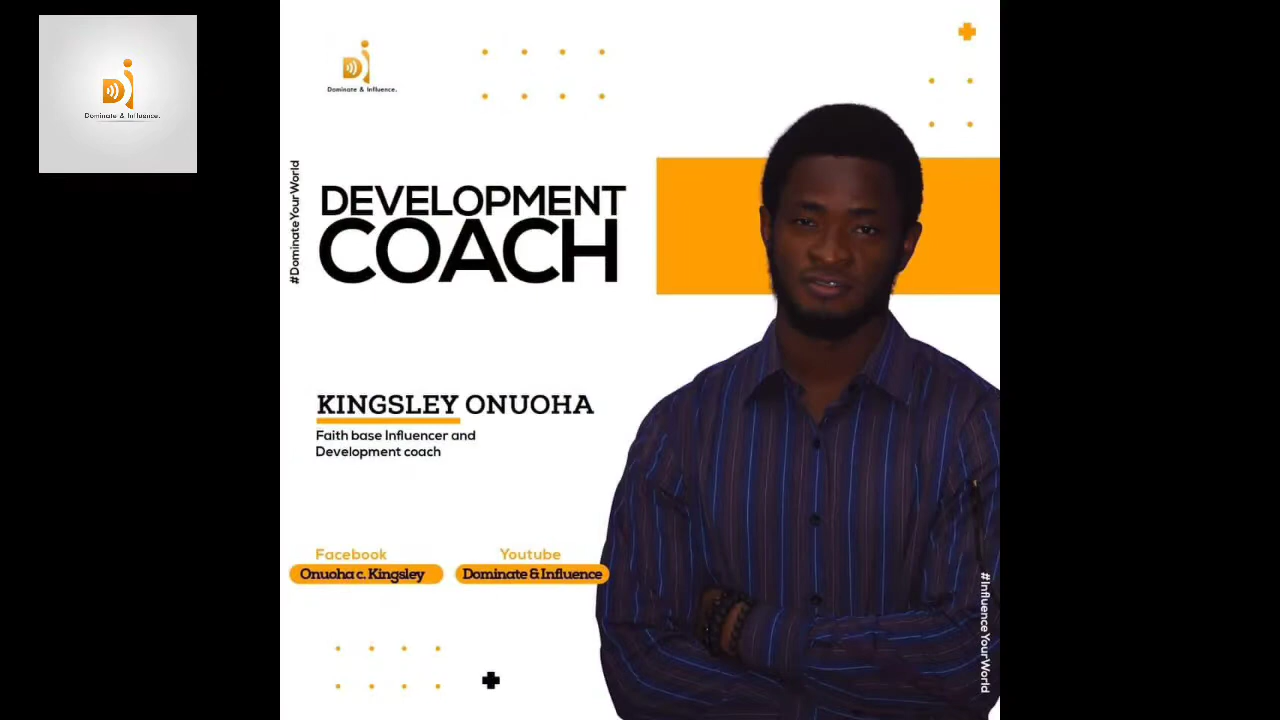 Dominate & Influence.
Dominate & Influence.
#DominateYourWorld
DEVELOPMENT
COACH
KINGSLEY ONUOHA
Faith base Influencer and
Development coach
Facebook
Onuoha c. Kingsley
Youtube
Dominate & Influence
#InfluenceYourWorld